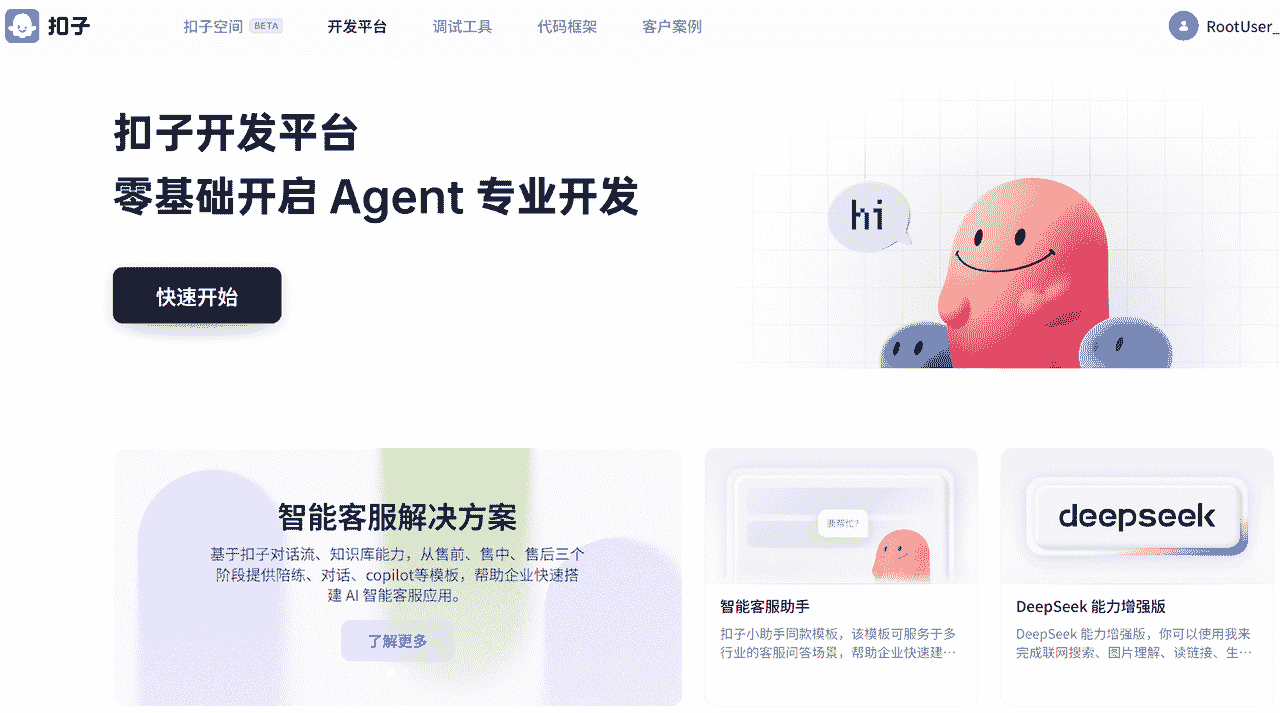 扣子
扣子空间 BETA
开发平台
调试工具
代码框架
客户案例
RootUser_
扣子开发平台
零基础开启 Agent 专业开发
快速开始
hi
智能客服解决方案
基于扣子对话流、知识库能力，从售前、售中、售后三个
阶段提供陪练、对话、copilot等模板，帮助企业快速搭
建 AI 智能客服应用。
了解更多
要帮忙?
智能客服助手
扣子小助手同款模板，该模板可服务于多
行业的客服问答场景，帮助企业快速建…
deepseek
DeepSeek 能力增强版
DeepSeek 能力增强版，你可以使用我来
完成联网搜索、图片理解、读链接、生…